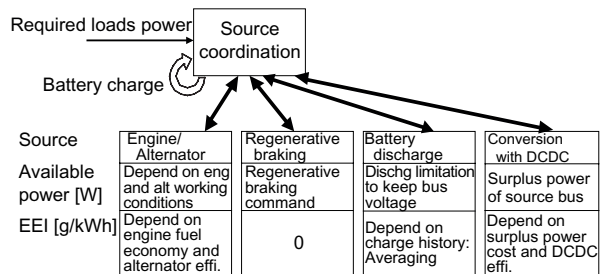 Required loads power
Source
coordination
Battery charge
Source
Engine/
Alternator
Regenerative
braking
Battery
discharge
Conversion
with DCDC
Available
power [W]
Depend on eng
and alt working
conditions
Regenerative
braking
command
Dischg limitation
to keep bus
voltage
Surplus power
of source bus
EEI [g/kWh]
Depend on
engine fuel
economy and
alternator effi.
0
Depend on
charge history:
Averaging
Depend on
surplus power
cost and DCDC
effi.